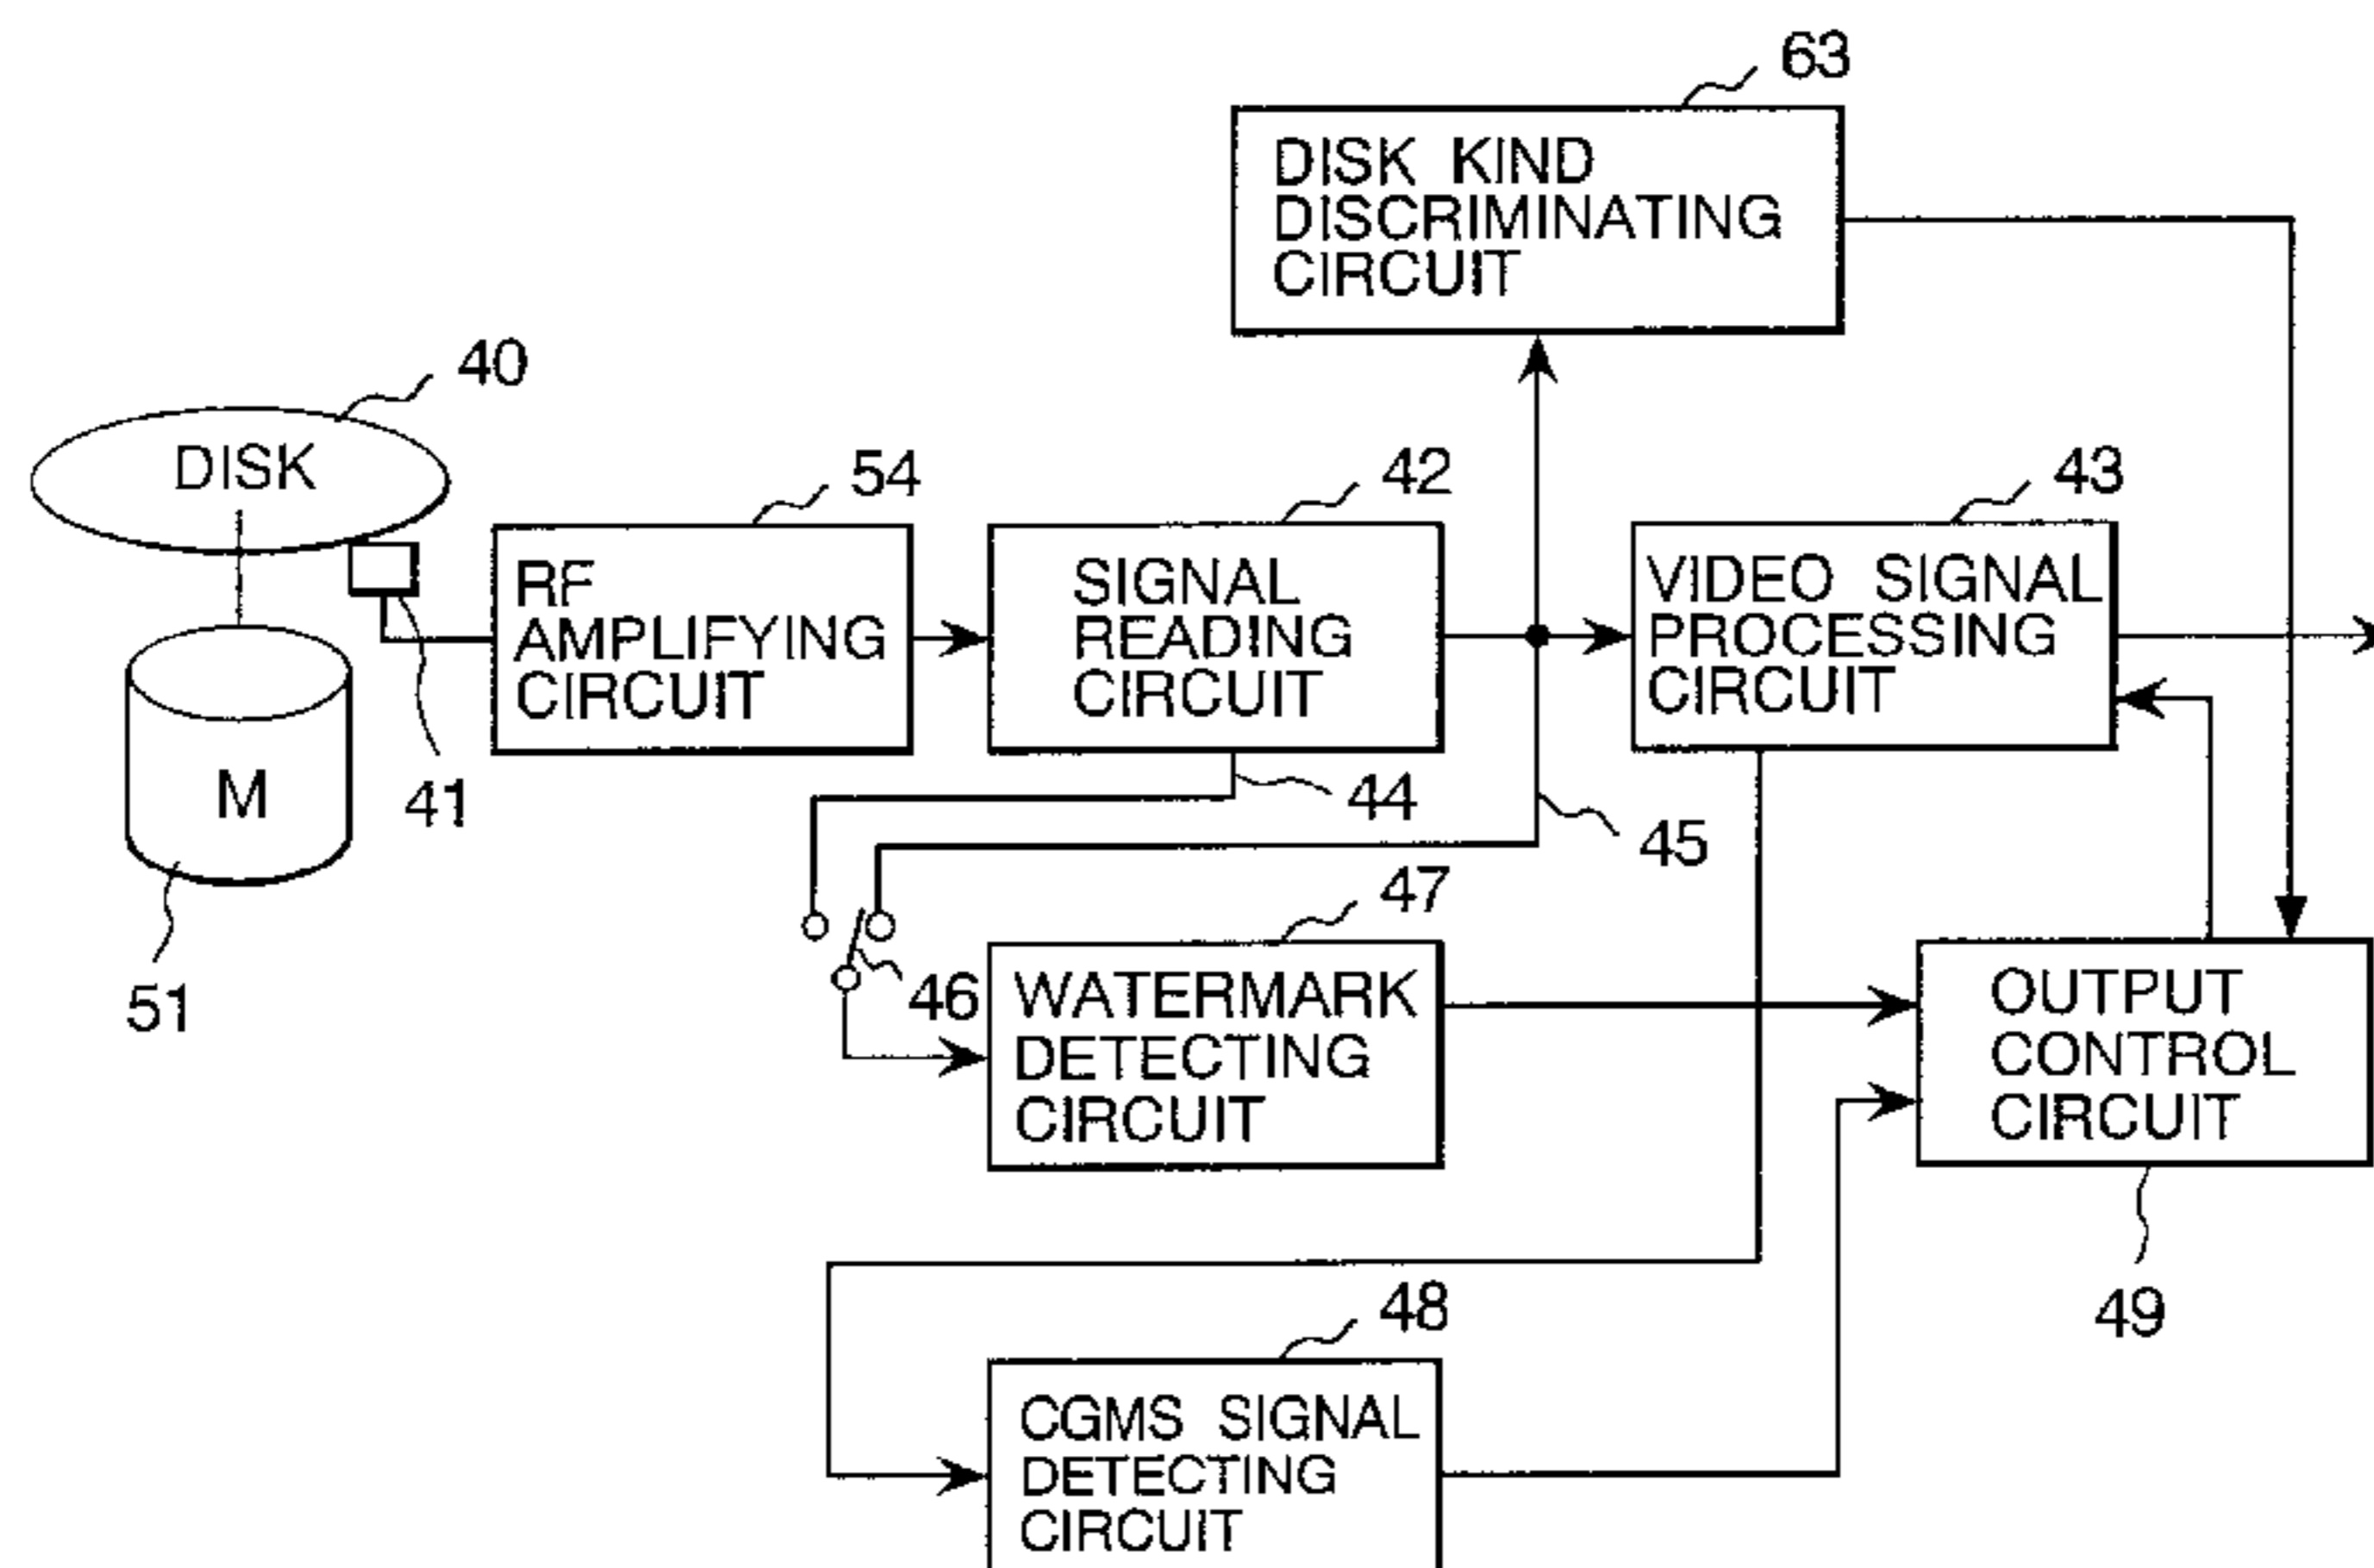 63
DISK KIND
DISCRIMINATING
CIRCUIT
40
DISK
54
42
43
RF
AMPLIFYING
CIRCUIT
SIGNAL
READING
CIRCUIT
VIDEO SIGNAL
PROCESSING
CIRCUIT
M
41
44
45
51
46
47
WATERMARK
DETECTING
CIRCUIT
OUTPUT
CONTROL
CIRCUIT
49
48
CGMS SIGNAL
DETECTING
CIRCUIT